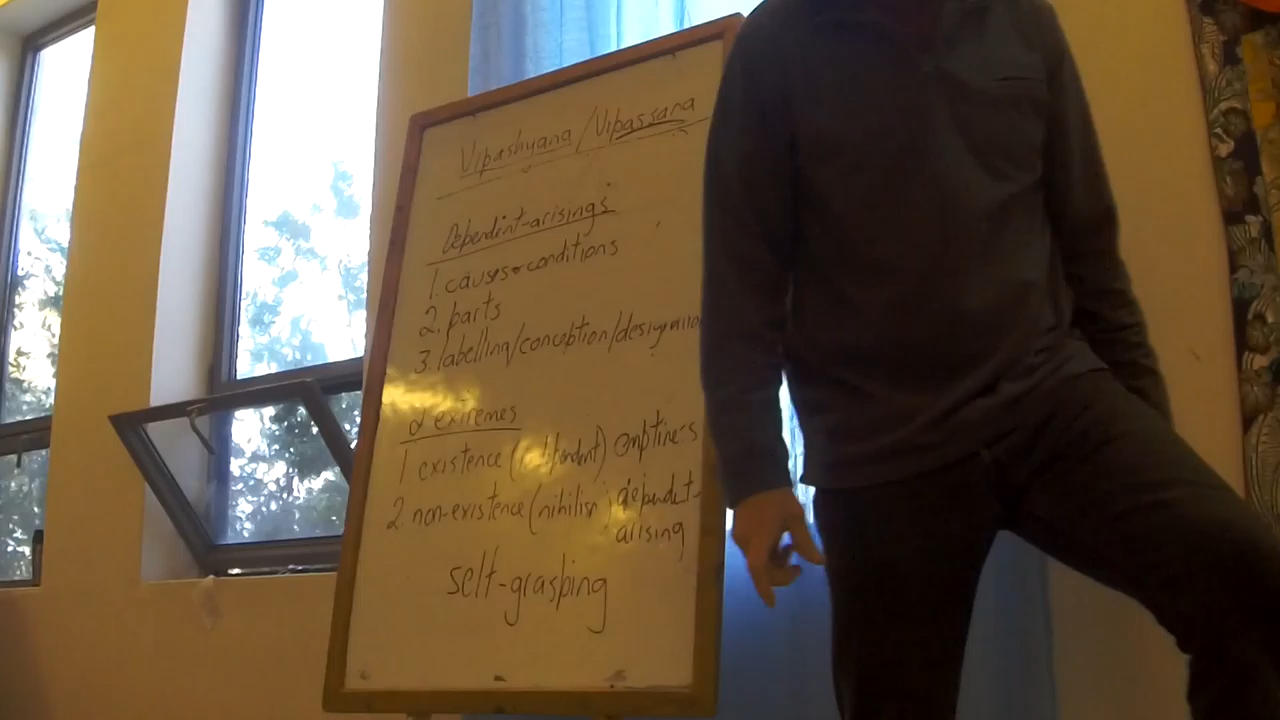 Vipashyana / Vipassana
Dependent-arisings
1. causes & conditions
2. parts
3. labelling/conception/designation
2 extremes
1 existence (independent) emptiness
2. non-existence (nihilism) dependent-
arising
self-grasping